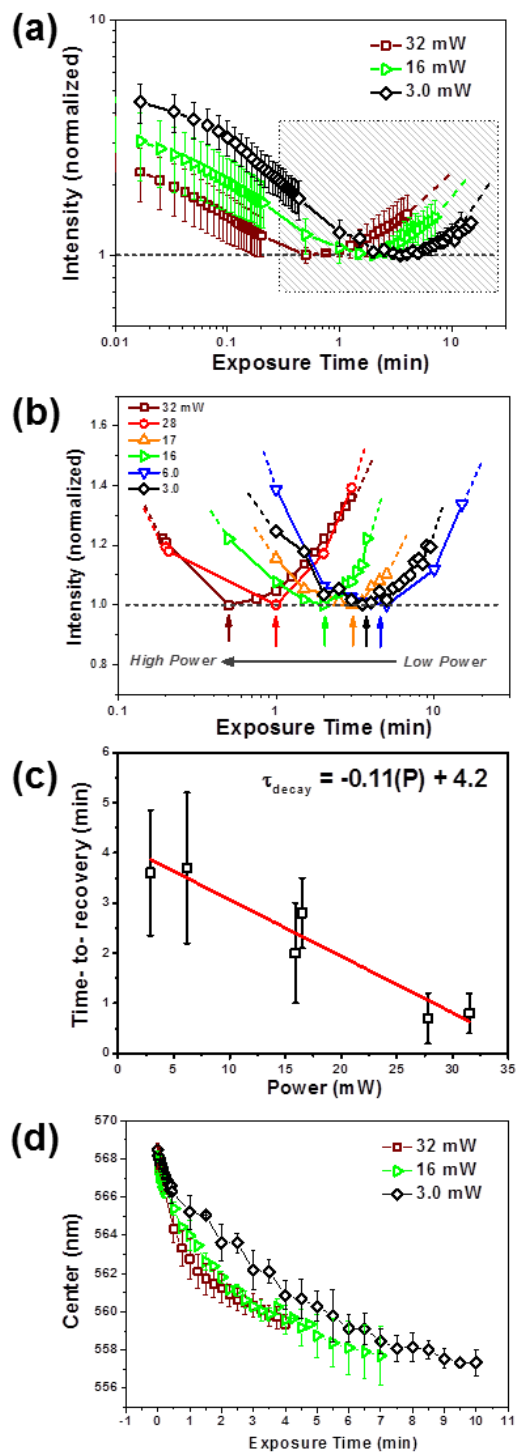 (a)
10
1
Intensity (normalized)
32 mW
16 mW
3.0 mW
0.01 0.1 1 10
Exposure Time (min)
(b)
1.6
1.4
1.2
1.0
0.8
Intensity (normalized)
32 mW
28
17
16
6.0
3.0
High Power Low Power
0.1 1 10
Exposure Time (min)
(c)
6
5
4
3
2
1
0
Time- to- recovery (min)
τdecay = -0.11(P) + 4.2
0 5 10 15 20 25 30 35
Power (mW)
(d)
570
568
566
564
562
560
558
556
Center (nm)
32 mW
16 mW
3.0 mW
-1 0 1 2 3 4 5 6 7 8 9 10 11
Exposure Time (min)